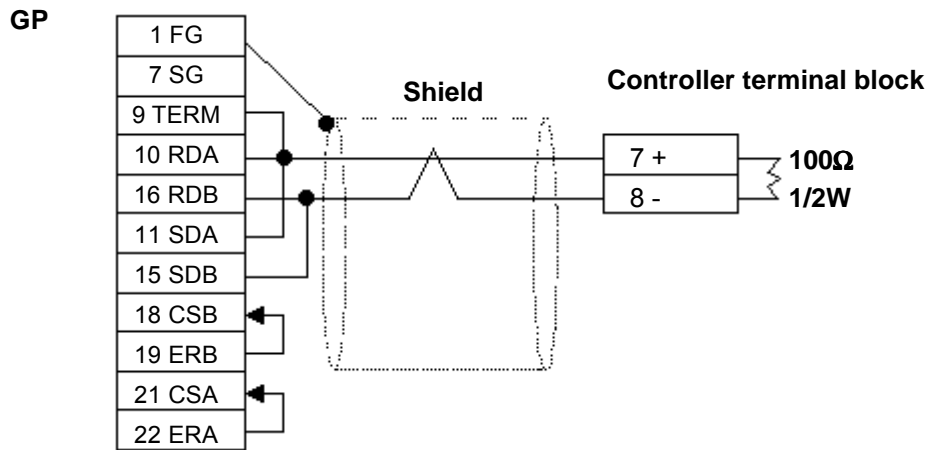 GP
1 FG
7 SG
9 TERM
10 RDA
16 RDB
11 SDA
15 SDB
18 CSB
19 ERB
21 CSA
22 ERA
Shield
Controller terminal block
7 +
8 -
100Ω
1/2W